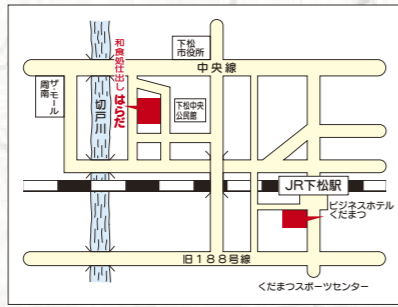 下松
市役所
中央線
和食処仕出し はらだ
ザ・モール
周南
切戸川
下松中央
公民館
JR下松駅
ビジネスホテル
くだまつ
旧188号線
くだまつスポーツセンター